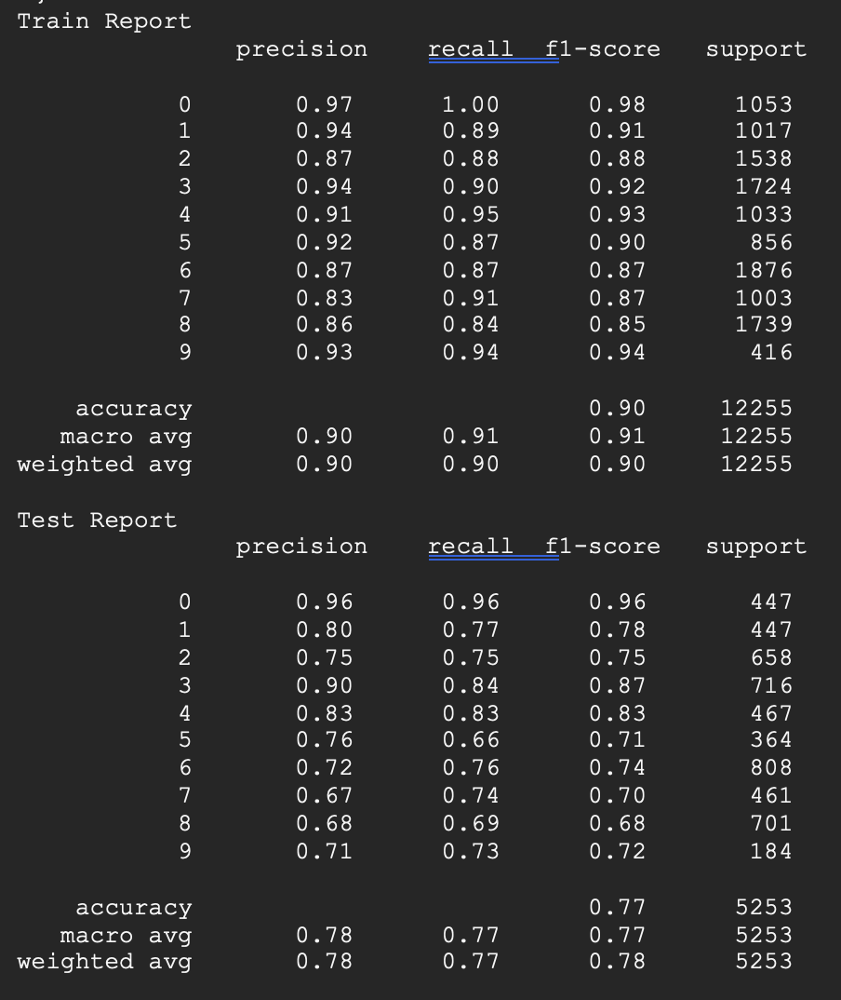 Train Report
precision recall f1-score support
0 0.97 1.00 0.98 1053
1 0.94 0.89 0.91 1017
2 0.87 0.88 0.88 1538
3 0.94 0.90 0.92 1724
4 0.91 0.95 0.93 1033
5 0.92 0.87 0.90 856
6 0.87 0.87 0.87 1876
7 0.83 0.91 0.87 1003
8 0.86 0.84 0.85 1739
9 0.93 0.94 0.94 416
accuracy 0.90 12255
macro avg 0.90 0.91 0.91 12255
weighted avg 0.90 0.90 0.90 12255
Test Report
precision recall f1-score support
0 0.96 0.96 0.96 447
1 0.80 0.77 0.78 447
2 0.75 0.75 0.75 658
3 0.90 0.84 0.87 716
4 0.83 0.83 0.83 467
5 0.76 0.66 0.71 364
6 0.72 0.76 0.74 808
7 0.67 0.74 0.70 461
8 0.68 0.69 0.68 701
9 0.71 0.73 0.72 184
accuracy 0.77 5253
macro avg 0.78 0.77 0.77 5253
weighted avg 0.78 0.77 0.78 5253